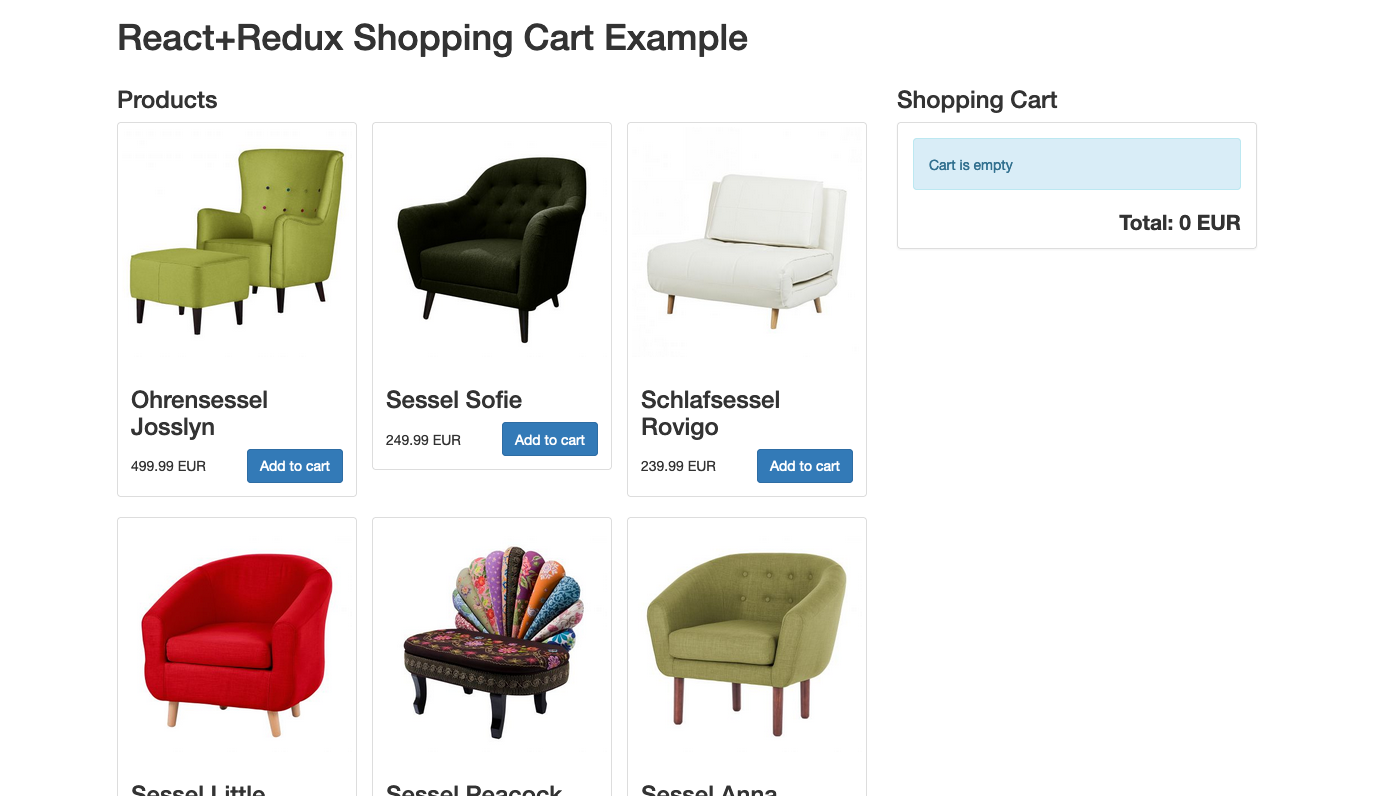 React+Redux Shopping Cart Example
Products
Shopping Cart
Cart is empty
Total: 0 EUR
Ohrensessel
Josslyn
499.99 EUR
Add to cart
Sessel Sofie
249.99 EUR
Add to cart
Schlafsessel
Rovigo
239.99 EUR
Add to cart
Sessel Little
Sessel Peacock
Sessel Anna